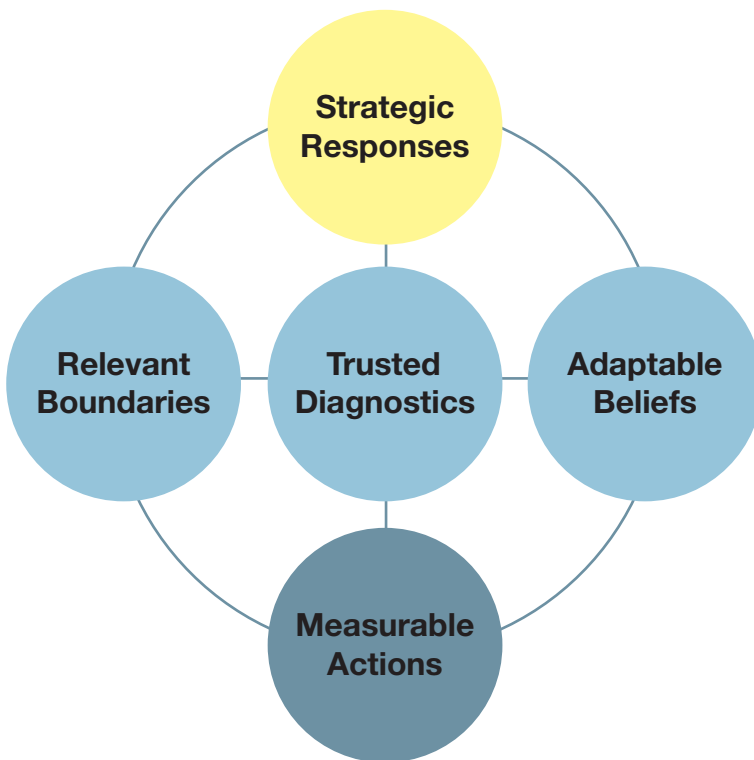 Strategic
Responses
Relevant
Boundaries
Trusted
Diagnostics
Adaptable
Beliefs
Measurable
Actions